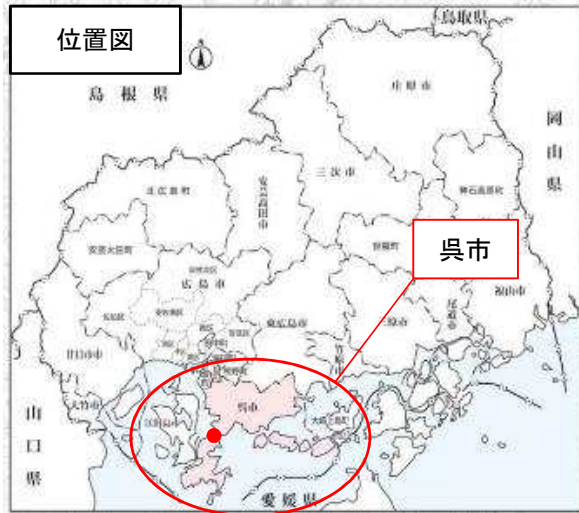 位置図
鳥取県
島根県
岡山県
庄原市
三次市
安芸高田市
北広島町
神石高原町
安芸太田町
世羅町
呉市
広島市
福山市
東広島市
三原市
尾道市
廿日市市
大竹市
呉市
江田島市
大崎上島町
山口県
愛媛県